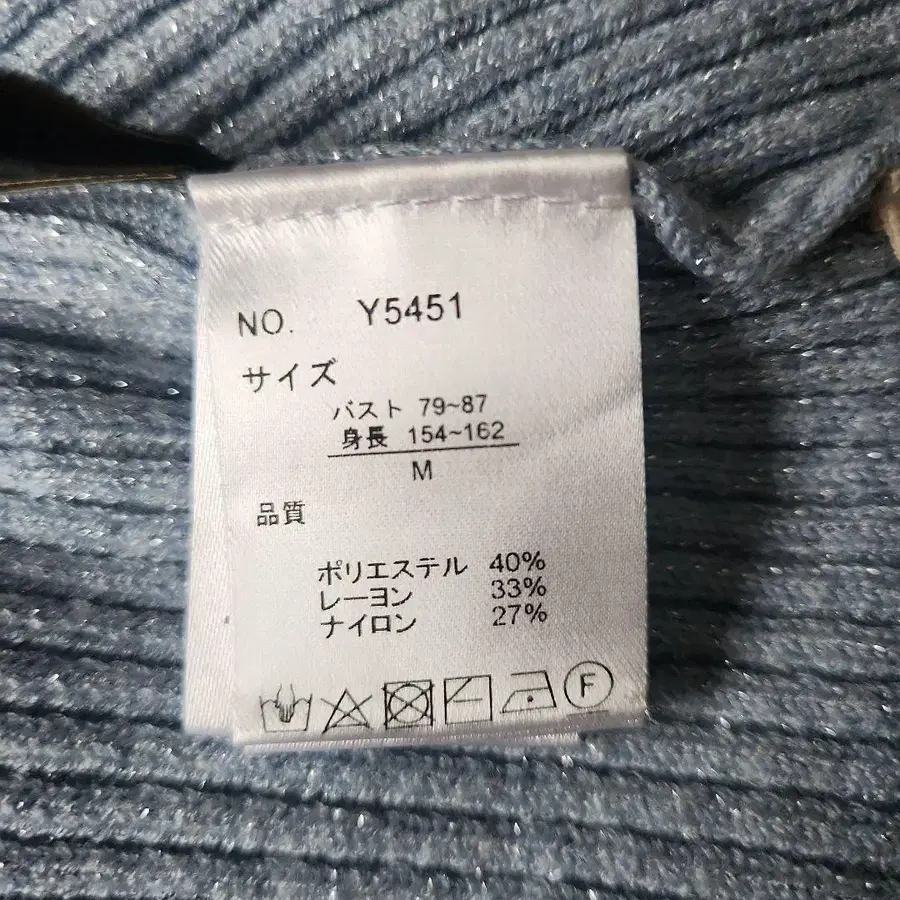 NO. Y5451
サイズ
バスト 79~87
身長 154~162
M
品質
ポリエステル 40%
レーヨン 33%
ナイロン 27%
F